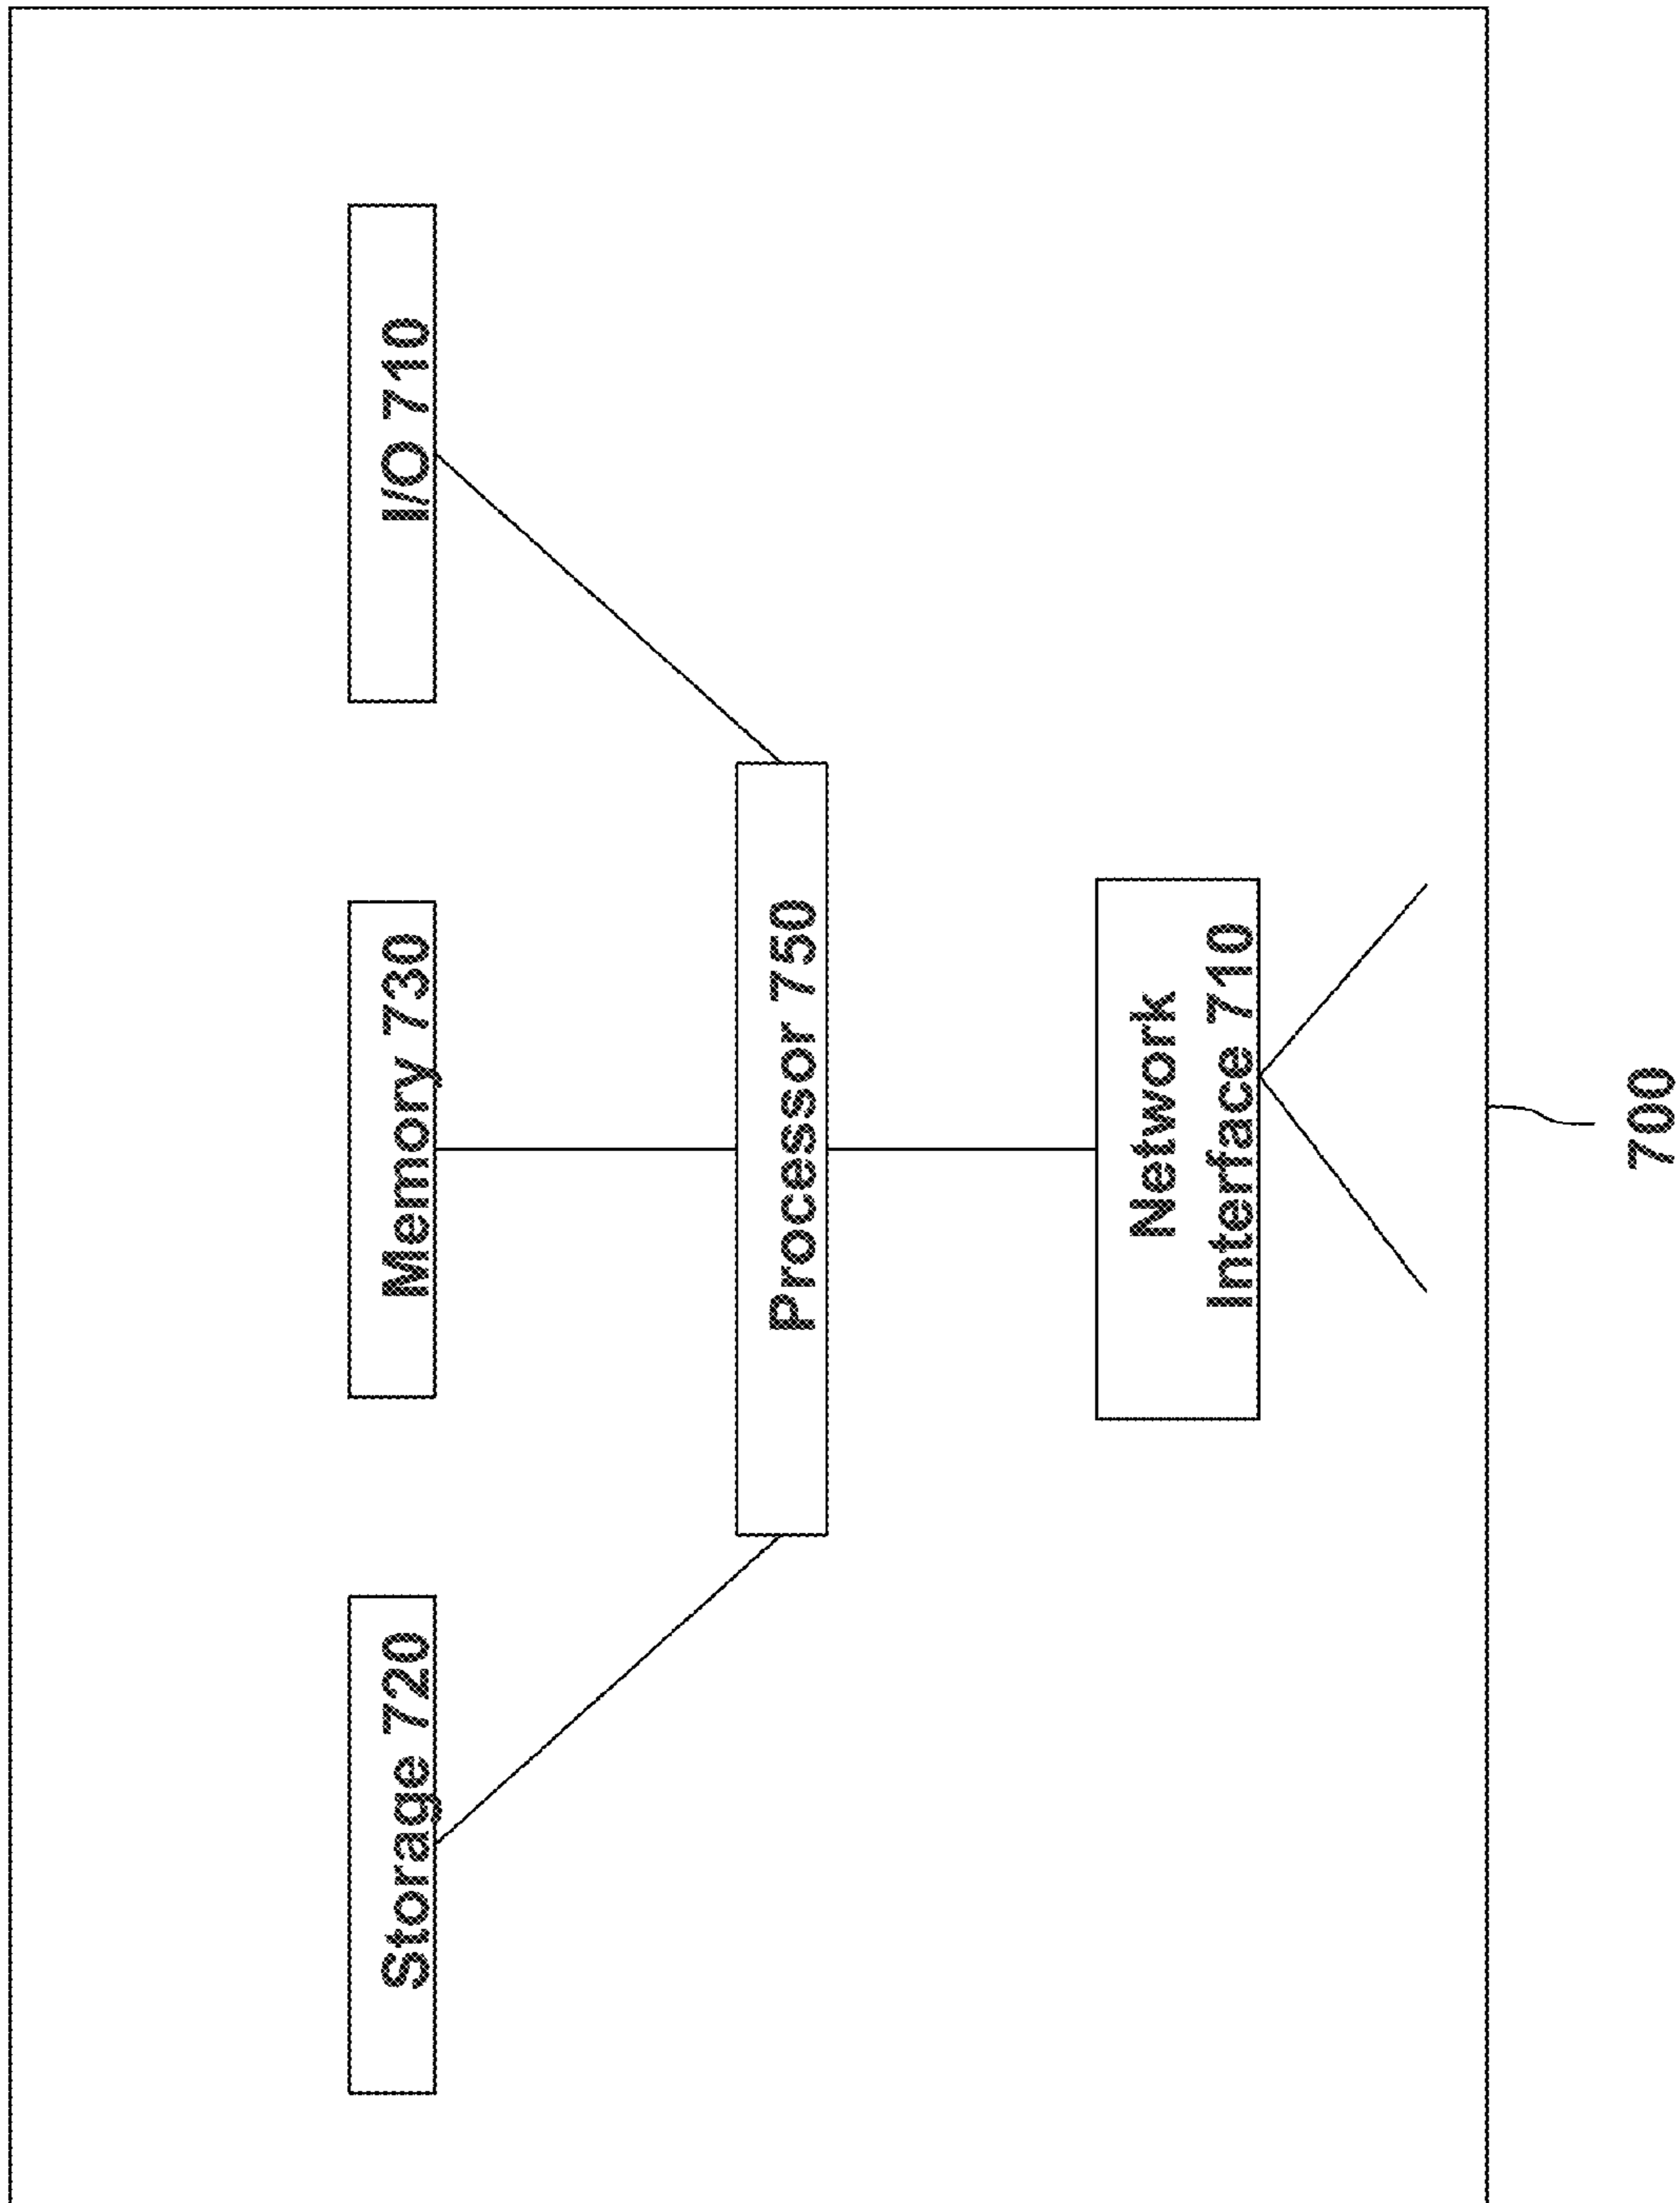 Storage 720
Memory 730
I/O 710
Processor 750
Network
Interface 710
700